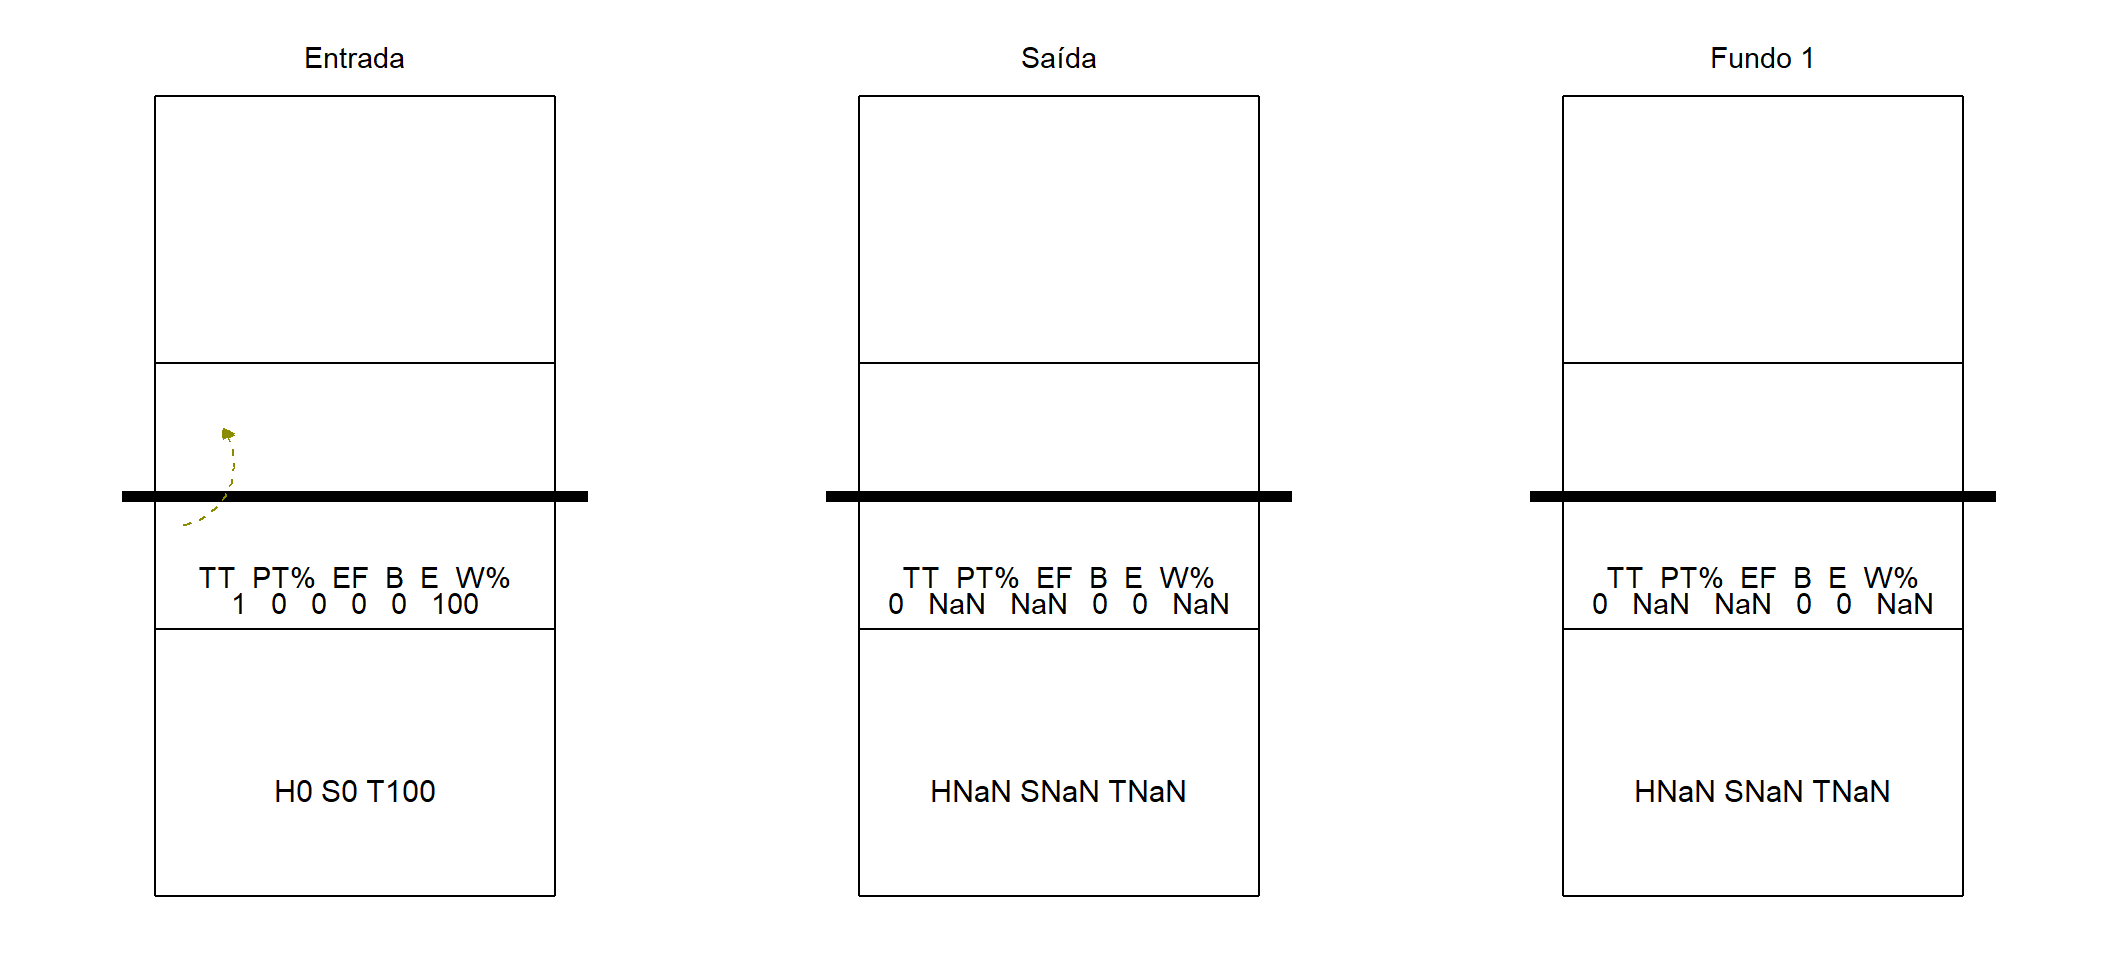 Entrada
TT PT% EF B E W%
1 0 0 0 0 100
H0 S0 T100
Saída
TT PT% EF B E W%
0 NaN NaN 0 0 NaN
HNaN SNaN TNaN
Fundo 1
TT PT% EF B E W%
0 NaN NaN 0 0 NaN
HNaN SNaN TNaN